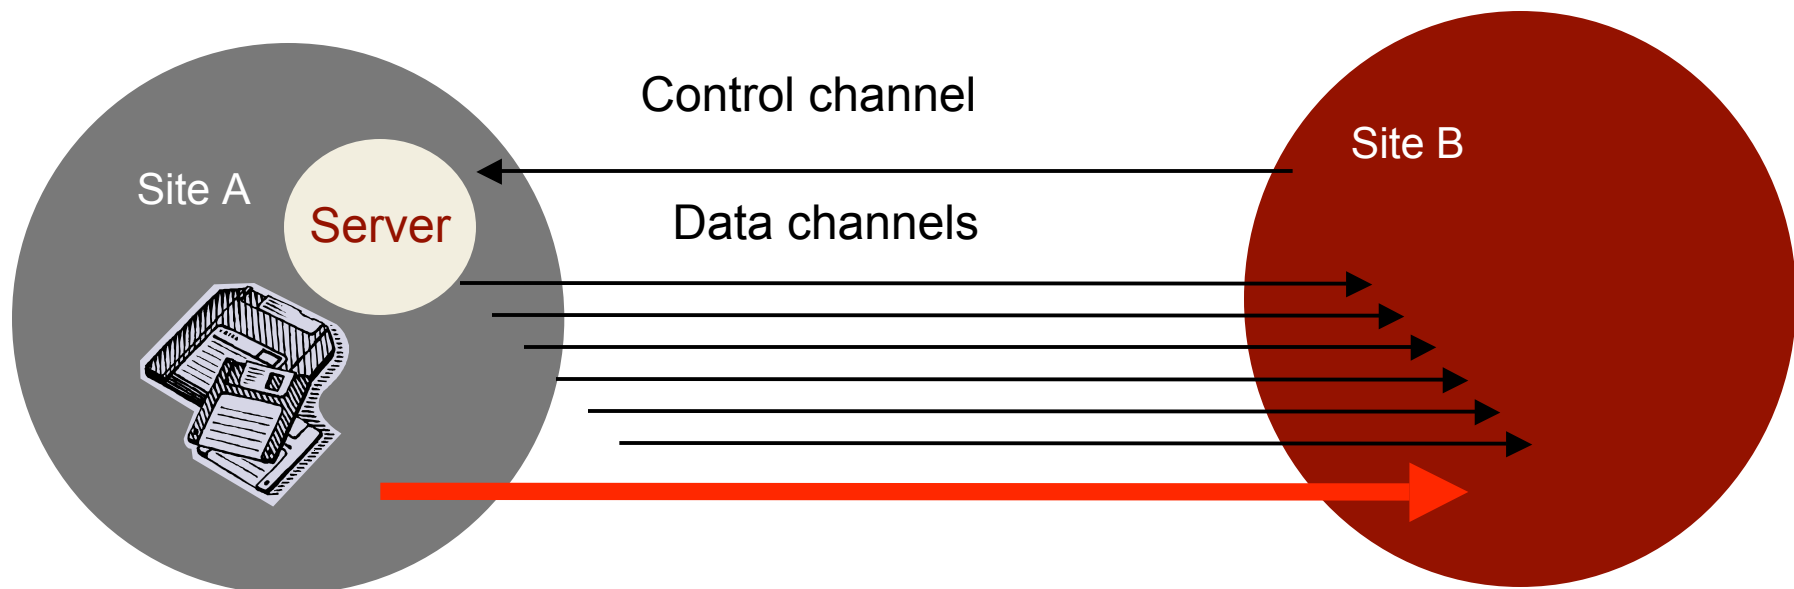 Control channel
Site B
Site A
Server
Data channels